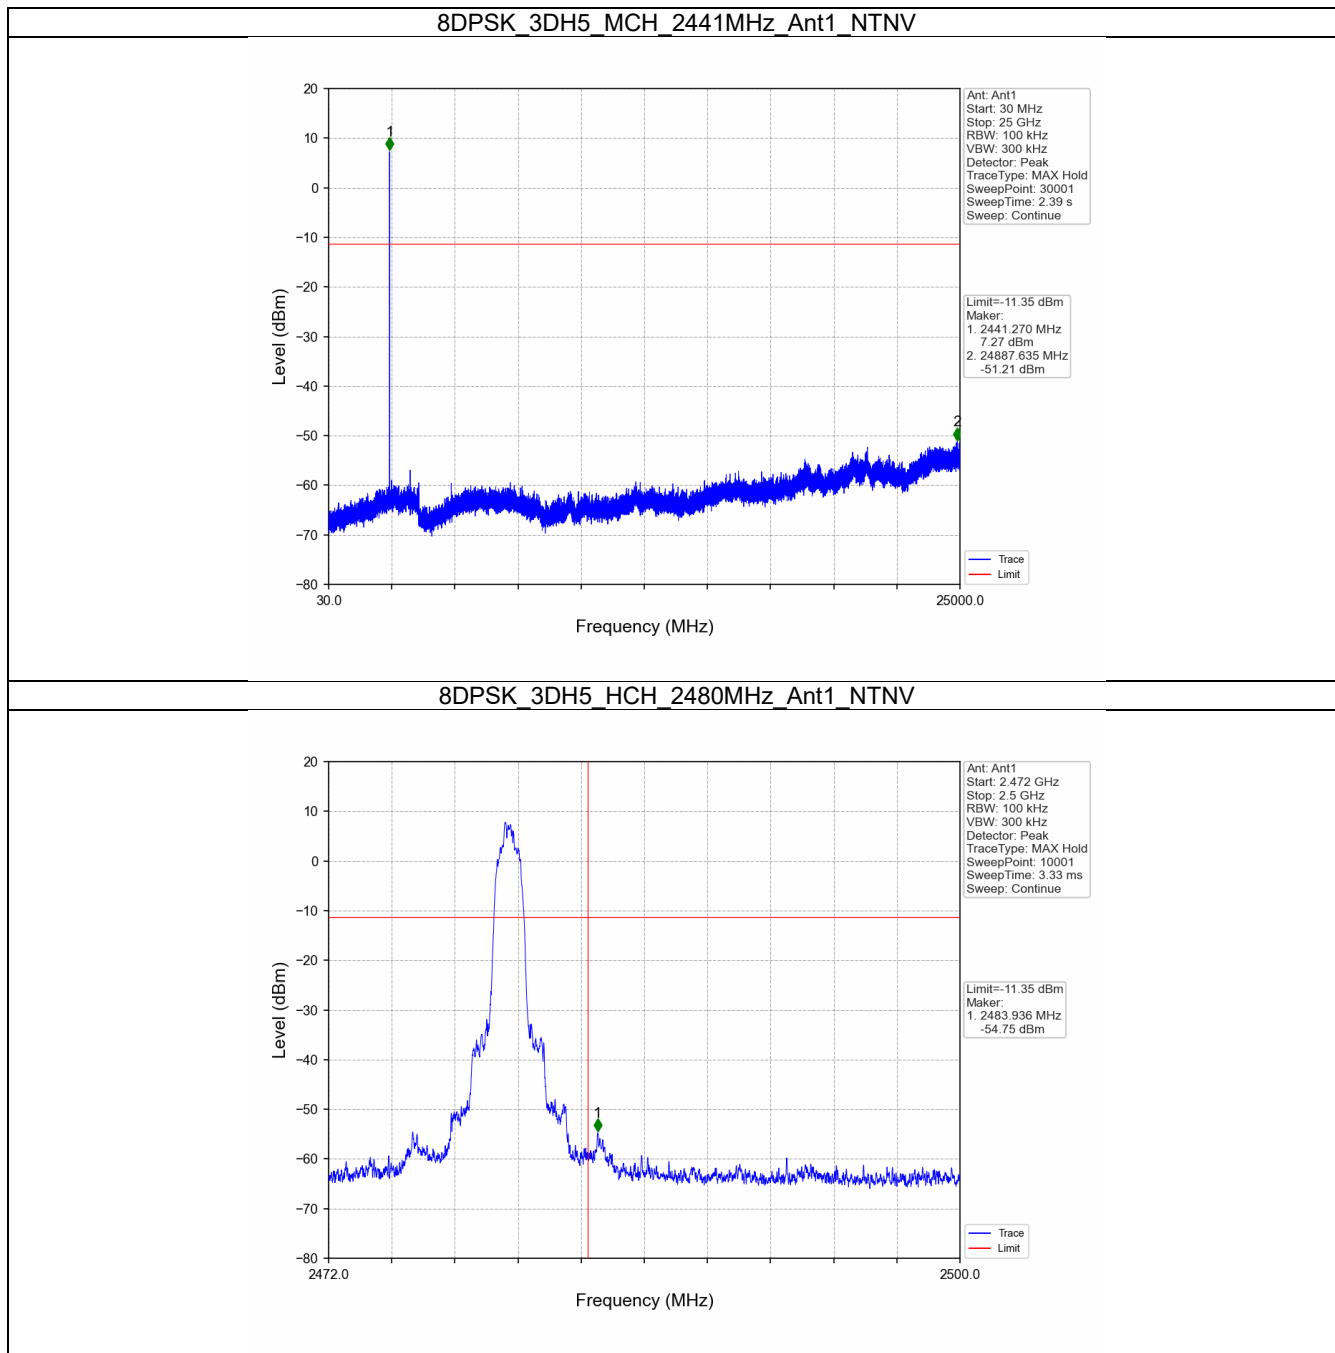 8DPSK_3DH5_MCH_2441MHz_Ant1_NTNV
20
10
0
−10
−20
−30
−40
−50
−60
−70
−80
Level (dBm)
1
2
30.0
25000.0
Frequency (MHz)
Ant: Ant1
Start: 30 MHz
Stop: 25 GHz
RBW: 100 kHz
VBW: 300 kHz
Detector: Peak
TraceType: MAX Hold
SweepPoint: 30001
SweepTime: 2.39 s
Sweep: Continue
Limit=-11.35 dBm
Maker:
1. 2441.270 MHz
7.27 dBm
2. 24887.635 MHz
-51.21 dBm
Trace
Limit
8DPSK_3DH5_HCH_2480MHz_Ant1_NTNV
20
10
0
−10
−20
−30
−40
−50
−60
−70
−80
Level (dBm)
1
2472.0
2500.0
Frequency (MHz)
Ant: Ant1
Start: 2.472 GHz
Stop: 2.5 GHz
RBW: 100 kHz
VBW: 300 kHz
Detector: Peak
TraceType: MAX Hold
SweepPoint: 10001
SweepTime: 3.33 ms
Sweep: Continue
Limit=-11.35 dBm
Maker:
1. 2483.936 MHz
-54.75 dBm
Trace
Limit